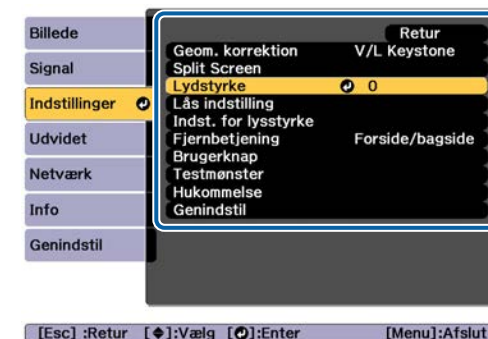 Billede
Signal
Indstillinger
Udvidet
Netværk
Info
Genindstil
Retur
Geom. korrektion V/L Keystone
Split Screen
Lydstyrke 0
Lås indstilling
Indst. for lysstyrke
Fjernbetjening Forside/bagside
Brugerknap
Testmønster
Hukommelse
Genindstil
[Esc] :Retur [◆]:Vælg [↵]:Enter [Menu]:Afslut